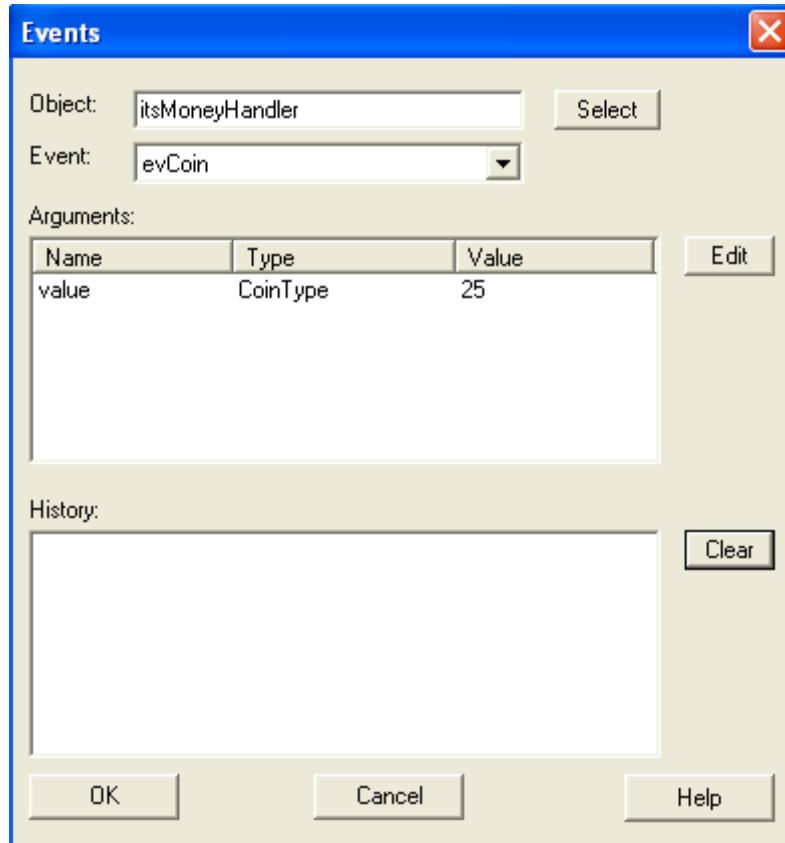 Events
Object: itsMoneyHandler Select
Event: evCoin
Arguments:
Name Type Value Edit
value CoinType 25
History:
Clear
OK Cancel Help